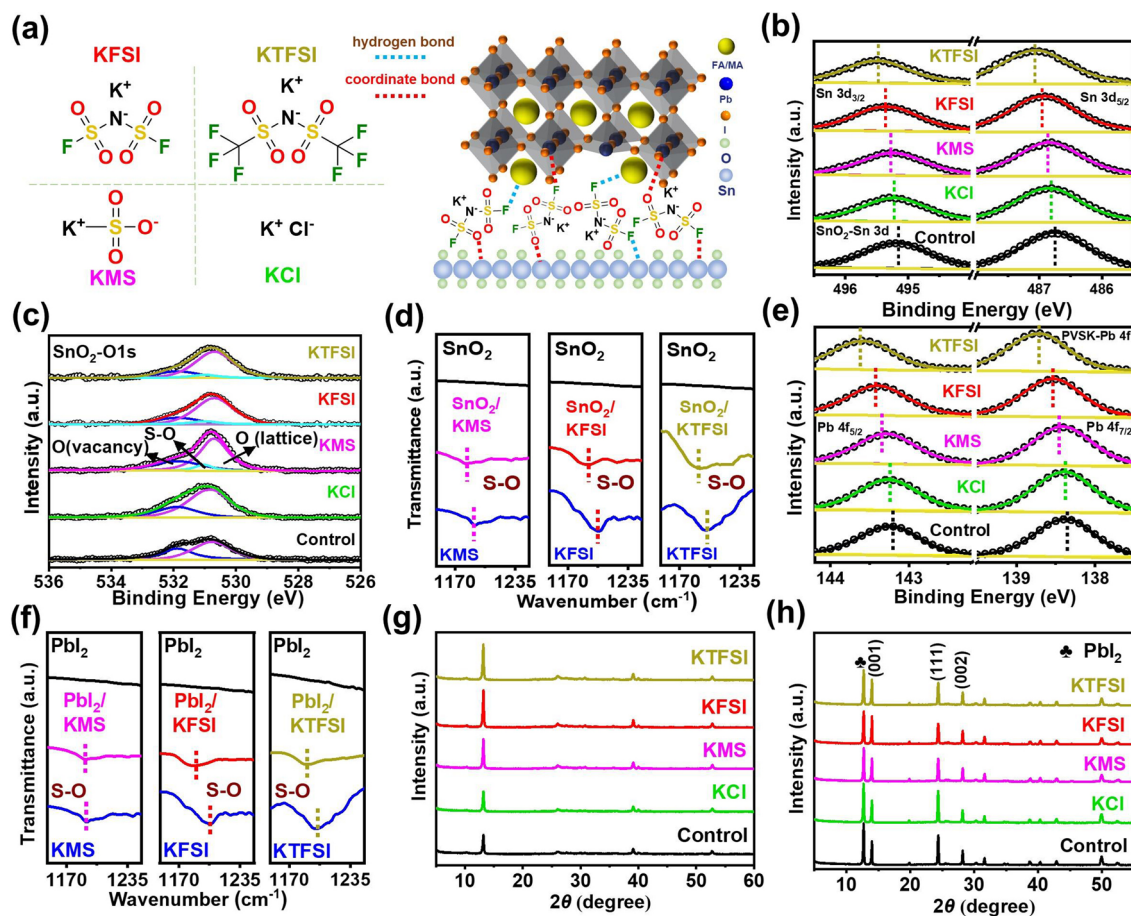 (a)
KFSI
KTFSI
hydrogen bond
coordinate bond
K⁺
K⁺
O O O O
S N⁻ S
F O O F
O O O O
F S N⁻ S F
F F F F
O
K⁺ S O⁻
O
KMS
K⁺ Cl⁻
KCl
FA/MA
Pb
I
O
Sn
(b)
KTFSI
Sn 3d3/2
KFSI
Sn 3d5/2
KMS
KCl
SnO2-Sn 3d
Control
Intensity (a.u.)
496 495 487 486
Binding Energy (eV)
(c)
SnO2-O1s
KTFSI
KFSI
S-O
O(vacancy)
O (lattice)
KMS
KCl
Control
Intensity (a.u.)
536 534 532 530 528 526
Binding Energy (eV)
(d)
SnO2
SnO2
SnO2
SnO2/
KMS
SnO2/
KFSI
SnO2/
KTFSI
S-O
S-O
S-O
KMS
KFSI
KTFSI
Transmittance (a.u.)
1170 1235 1170 1235 1170 1235
Wavenumber (cm⁻¹)
(e)
KTFSI
PVSK-Pb 4f
KFSI
Pb 4f5/2
KMS
Pb 4f7/2
KCl
Control
Intensity (a.u.)
144 143 139 138
Binding Energy (eV)
(f)
PbI2
PbI2
PbI2
PbI2/
KMS
PbI2/
KFSI
PbI2/
KTFSI
S-O
S-O
S-O
KMS
KFSI
KTFSI
Transmittance (a.u.)
1170 1235 1170 1235 1170 1235
Wavenumber (cm⁻¹)
(g)
KTFSI
KFSI
KMS
KCl
Control
Intensity (a.u.)
10 20 30 40 50 60
2θ (degree)
(h)
♣ (001)
(111)
(002)
♣ PbI2
KTFSI
KFSI
KMS
KCl
Control
Intensity (a.u.)
10 20 30 40 50
2θ (degree)